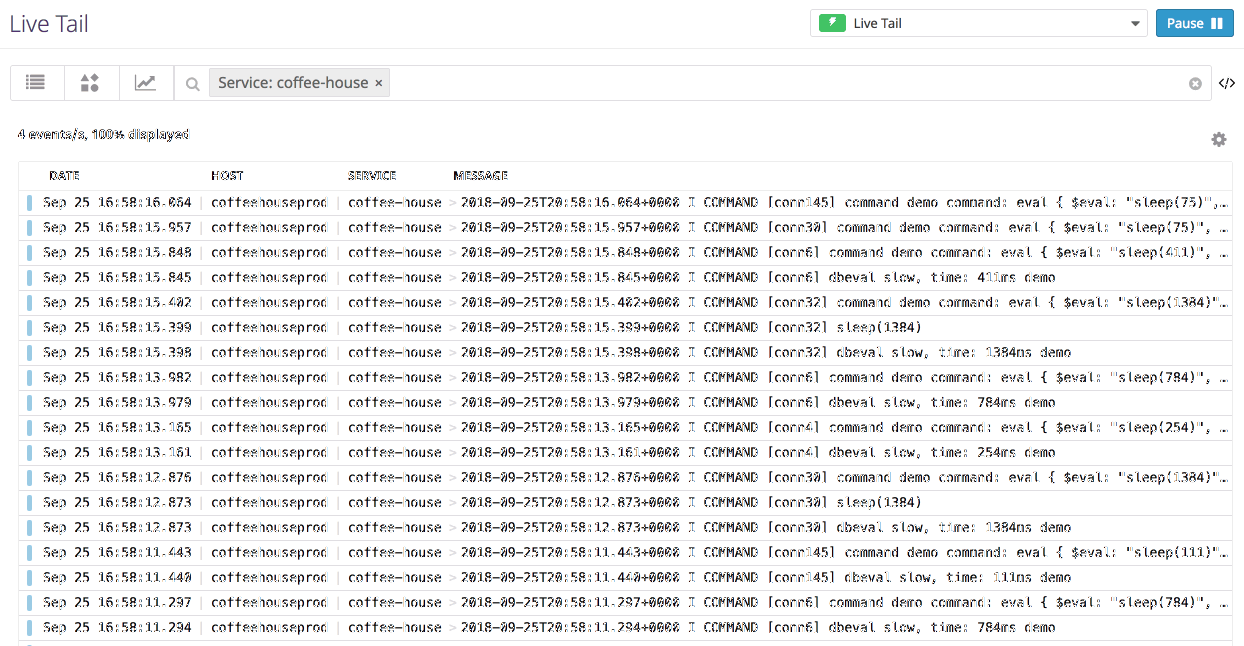 Live Tail
Live Tail
Pause
Service: coffee-house ×
</>
4 events/s, 100% displayed
DATE HOST SERVICE MESSAGE
Sep 25 16:58:16.064 | coffeehouseprod | coffee-house > 2018-09-25T20:58:16.064+0000 I COMMAND [conn145] command demo command: eval { $eval: "sleep(75)",…
Sep 25 16:58:15.957 | coffeehouseprod | coffee-house > 2018-09-25T20:58:15.957+0000 I COMMAND [conn30] command demo command: eval { $eval: "sleep(75)", …
Sep 25 16:58:15.848 | coffeehouseprod | coffee-house > 2018-09-25T20:58:15.848+0000 I COMMAND [conn6] command demo command: eval { $eval: "sleep(411)", …
Sep 25 16:58:15.845 | coffeehouseprod | coffee-house > 2018-09-25T20:58:15.845+0000 I COMMAND [conn6] dbeval slow, time: 411ms demo
Sep 25 16:58:15.402 | coffeehouseprod | coffee-house > 2018-09-25T20:58:15.402+0000 I COMMAND [conn32] command demo command: eval { $eval: "sleep(1384)"…
Sep 25 16:58:15.399 | coffeehouseprod | coffee-house > 2018-09-25T20:58:15.399+0000 I COMMAND [conn32] sleep(1384)
Sep 25 16:58:15.398 | coffeehouseprod | coffee-house > 2018-09-25T20:58:15.398+0000 I COMMAND [conn32] dbeval slow, time: 1384ms demo
Sep 25 16:58:13.982 | coffeehouseprod | coffee-house > 2018-09-25T20:58:13.982+0000 I COMMAND [conn6] command demo command: eval { $eval: "sleep(784)", …
Sep 25 16:58:13.979 | coffeehouseprod | coffee-house > 2018-09-25T20:58:13.979+0000 I COMMAND [conn6] dbeval slow, time: 784ms demo
Sep 25 16:58:13.165 | coffeehouseprod | coffee-house > 2018-09-25T20:58:13.165+0000 I COMMAND [conn4] command demo command: eval { $eval: "sleep(254)", …
Sep 25 16:58:13.161 | coffeehouseprod | coffee-house > 2018-09-25T20:58:13.161+0000 I COMMAND [conn4] dbeval slow, time: 254ms demo
Sep 25 16:58:12.876 | coffeehouseprod | coffee-house > 2018-09-25T20:58:12.876+0000 I COMMAND [conn30] command demo command: eval { $eval: "sleep(1384)"…
Sep 25 16:58:12.873 | coffeehouseprod | coffee-house > 2018-09-25T20:58:12.873+0000 I COMMAND [conn30] sleep(1384)
Sep 25 16:58:12.873 | coffeehouseprod | coffee-house > 2018-09-25T20:58:12.873+0000 I COMMAND [conn30] dbeval slow, time: 1384ms demo
Sep 25 16:58:11.443 | coffeehouseprod | coffee-house > 2018-09-25T20:58:11.443+0000 I COMMAND [conn145] command demo command: eval { $eval: "sleep(111)"…
Sep 25 16:58:11.440 | coffeehouseprod | coffee-house > 2018-09-25T20:58:11.440+0000 I COMMAND [conn145] dbeval slow, time: 111ms demo
Sep 25 16:58:11.297 | coffeehouseprod | coffee-house > 2018-09-25T20:58:11.297+0000 I COMMAND [conn6] command demo command: eval { $eval: "sleep(784)", …
Sep 25 16:58:11.294 | coffeehouseprod | coffee-house > 2018-09-25T20:58:11.294+0000 I COMMAND [conn6] dbeval slow, time: 784ms demo